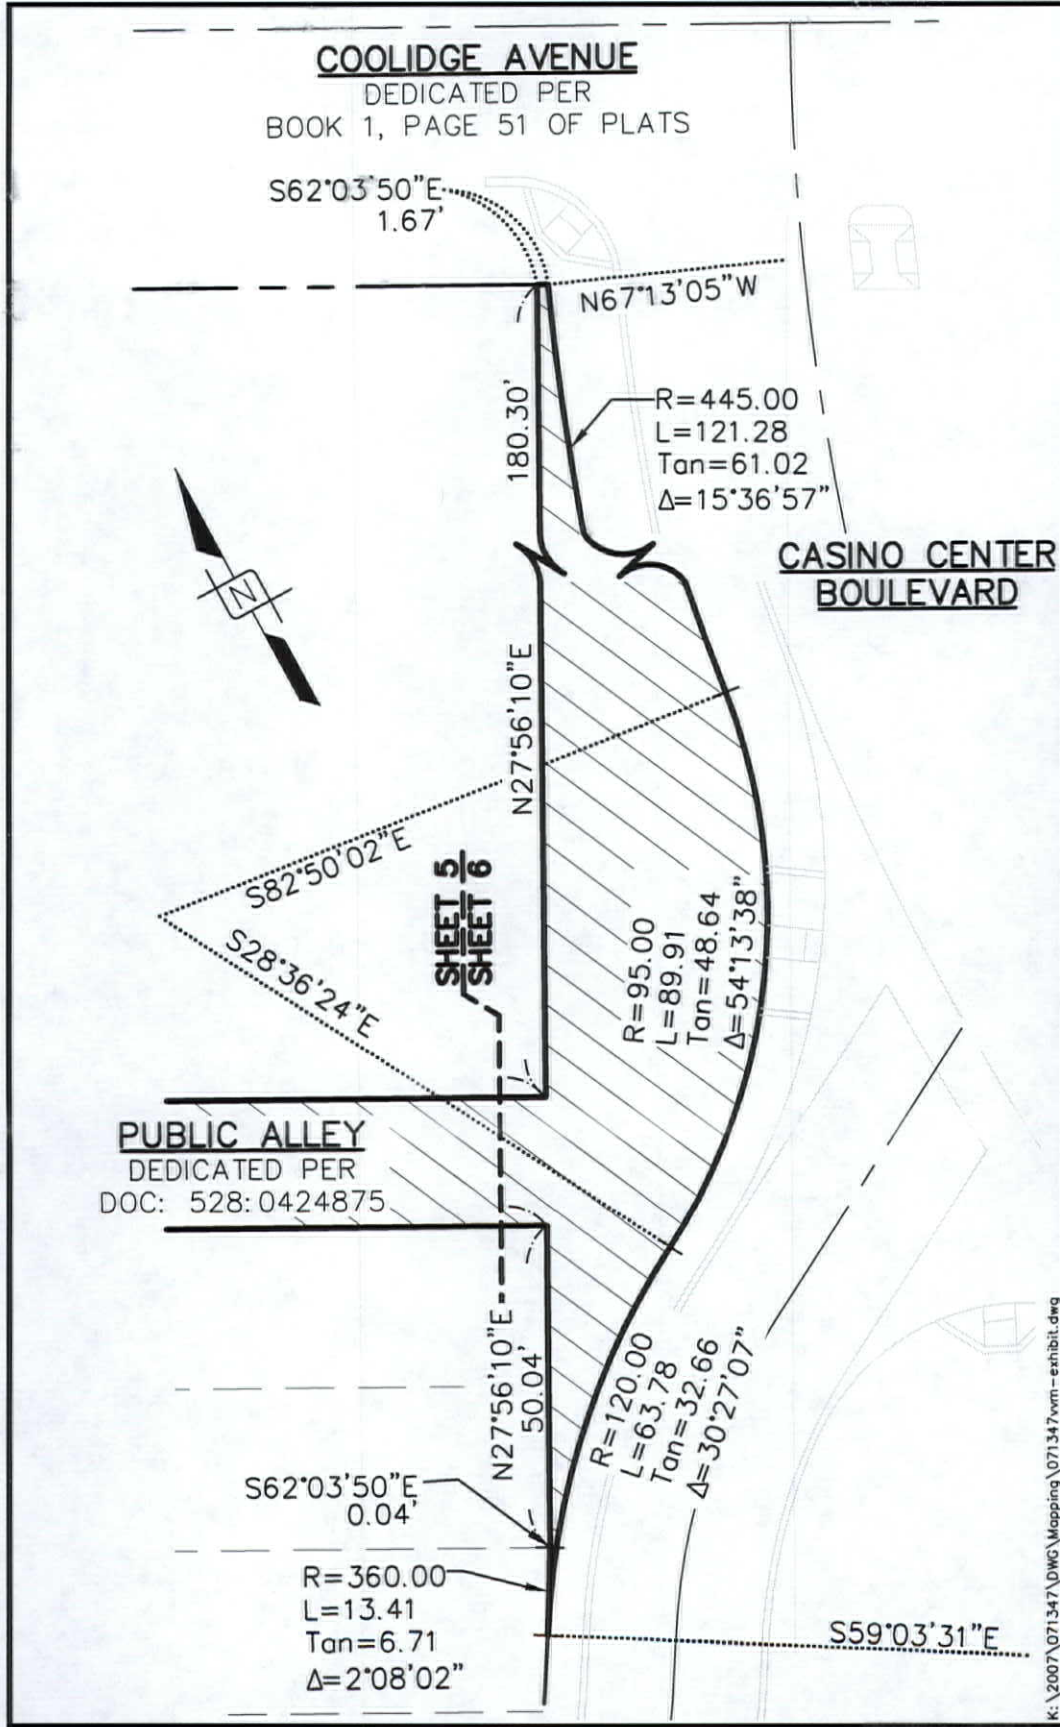 COOLIDGE AVENUE
DEDICATED PER
BOOK 1, PAGE 51 OF PLATS
S62°03'50"E
1.67'
N67°13'05"W
180.30'
R=445.00
L=121.28
Tan=61.02
Δ=15°36'57"
CASINO CENTER
BOULEVARD
N
N27°56'10"E
S82°50'02"E
S28°36'24"E
SHEET 5
SHEET 6
R=95.00
L=89.91
Tan=48.64
Δ=54°13'38"
PUBLIC ALLEY
DEDICATED PER
DOC: 528:0424875
N27°56'10"E
50.04'
R=120.00
L=63.78
Tan=32.66
Δ=30°27'07"
S62°03'50"E
0.04'
R=360.00
L=13.41
Tan=6.71
Δ=2°08'02"
S59°03'31"E
K:\2007\071347\DWG\Mapping\071347vvm-exhibit.dwg